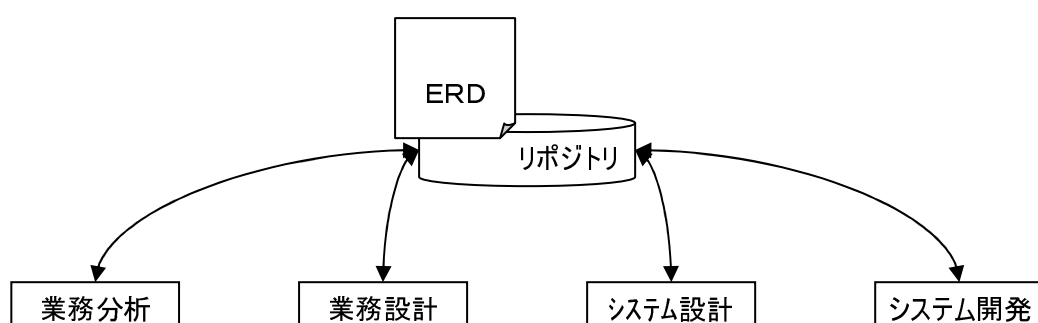 ERD
リポジトリ
業務分析
業務設計
システム設計
システム開発